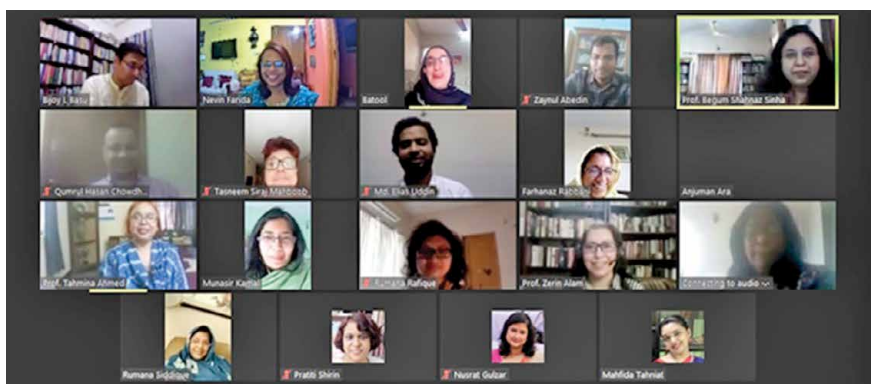 Bijoy L Basu
Nevin Farida
Batool
Zaynul Abedin
Prof. Begum Shahnaz Sinha
Qumrul Hasan Chowdh...
Tasneem Siraj Mahboob
Md. Elias Uddin
Farhanaz Rabbani
Anjuman Ara
Prof. Tahmina Ahmed
Munasir Kamal
Rumana Rafique
Prof. Zerin Alam
Connecting to audio
Rumana Siddique
Pratiti Shirin
Nusrat Gulzar
Mahfida Tahniat